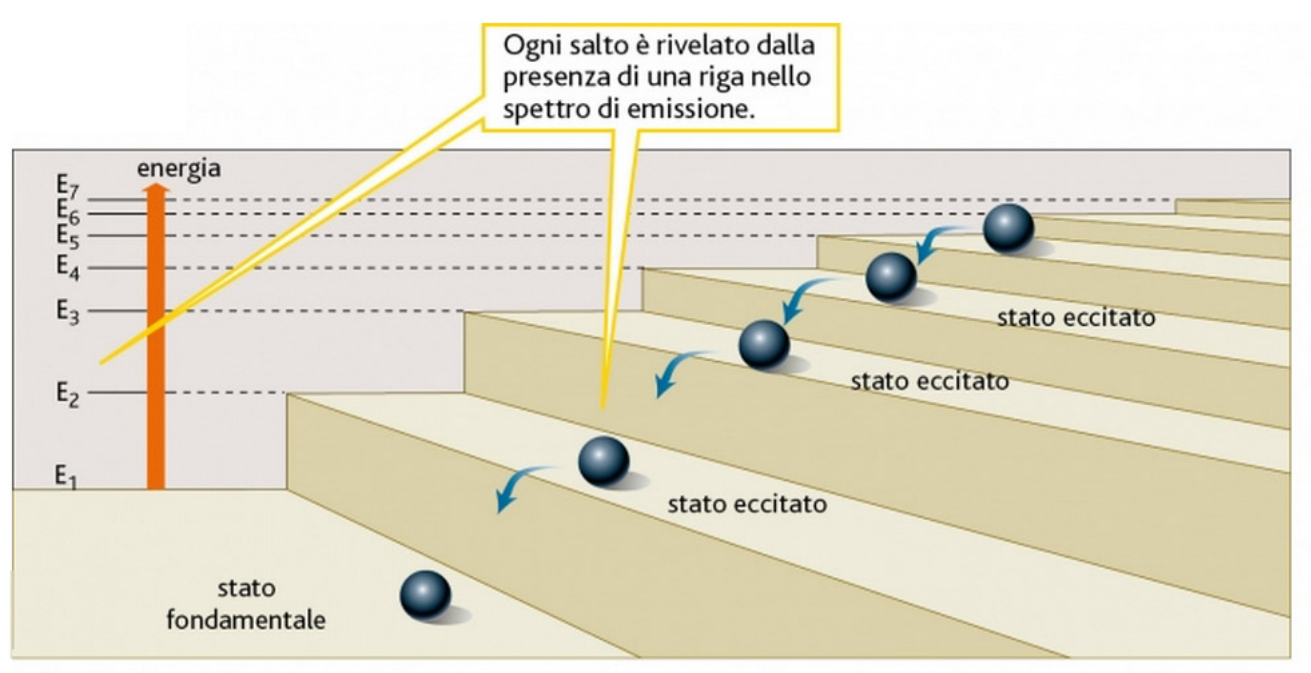 Ogni salto è rivelato dalla
presenza di una riga nello
spettro di emissione.
energia
E₇
E₆
E₅
E₄
E₃
E₂
E₁
stato eccitato
stato eccitato
stato eccitato
stato
fondamentale